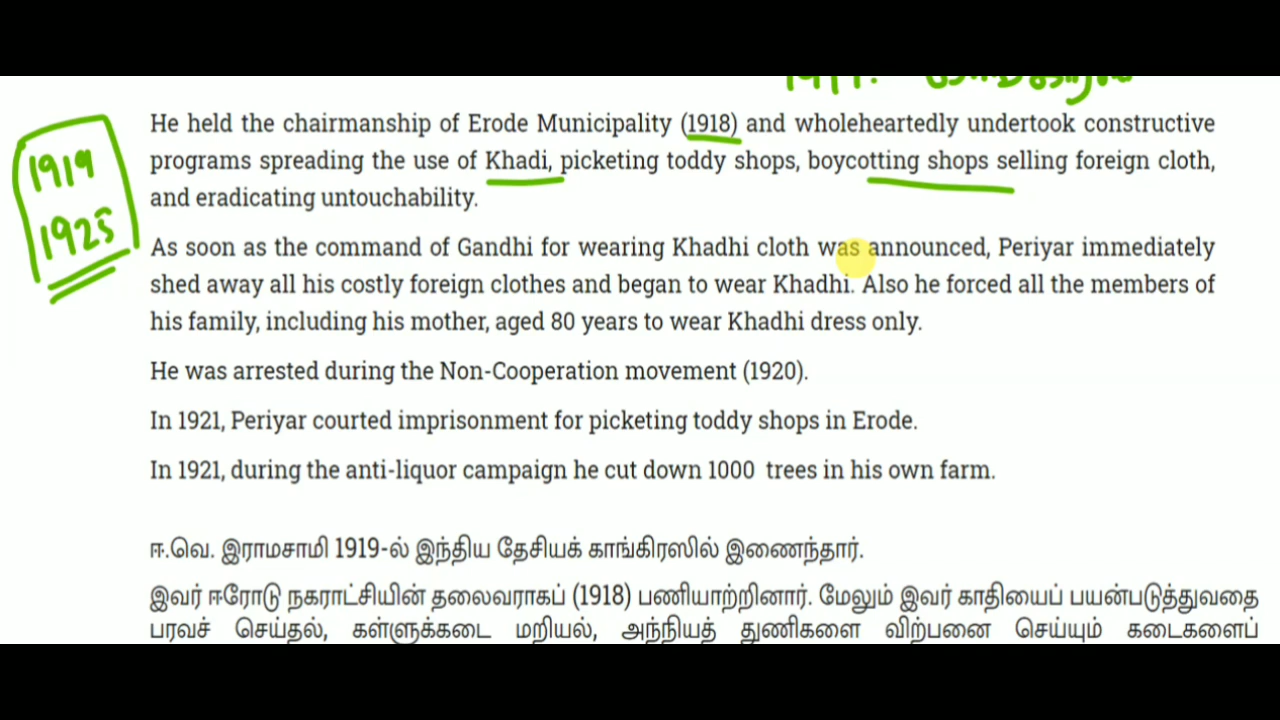 He held the chairmanship of Erode Municipality (1918) and wholeheartedly undertook constructive
1919
programs spreading the use of Khadi, picketing toddy shops, boycotting shops selling foreign cloth,
and eradicating untouchability.
1925
As soon as the command of Gandhi for wearing Khadhi cloth was announced, Periyar immediately
shed away all his costly foreign clothes and began to wear Khadhi. Also he forced all the members of
his family, including his mother, aged 80 years to wear Khadhi dress only.
He was arrested during the Non-Cooperation movement (1920).
In 1921, Periyar courted imprisonment for picketing toddy shops in Erode.
In 1921, during the anti-liquor campaign he cut down 1000 trees in his own farm.
ஈ.வெ. இராமசாமி 1919-ல் இந்திய தேசியக் காங்கிரஸில் இணைந்தார்.
இவர் ஈரோடு நகராட்சியின் தலைவராகப் (1918) பணியாற்றினார். மேலும் இவர் காதியைப் பயன்படுத்துவதை
பரவச் செய்தல், கள்ளுக்கடை மறியல், அந்நியத் துணிகளை விற்பனை செய்யும் கடைகளைப்